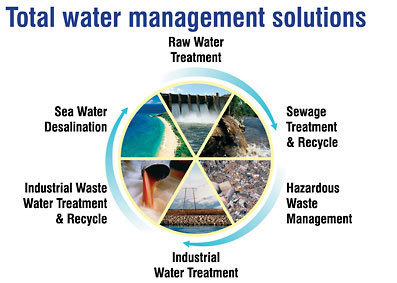 Total water management solutions
Raw Water
Treatment
Sewage
Treatment
& Recycle
Hazardous
Waste
Management
Industrial
Water Treatment
Industrial Waste
Water Treatment
& Recycle
Sea Water
Desalination